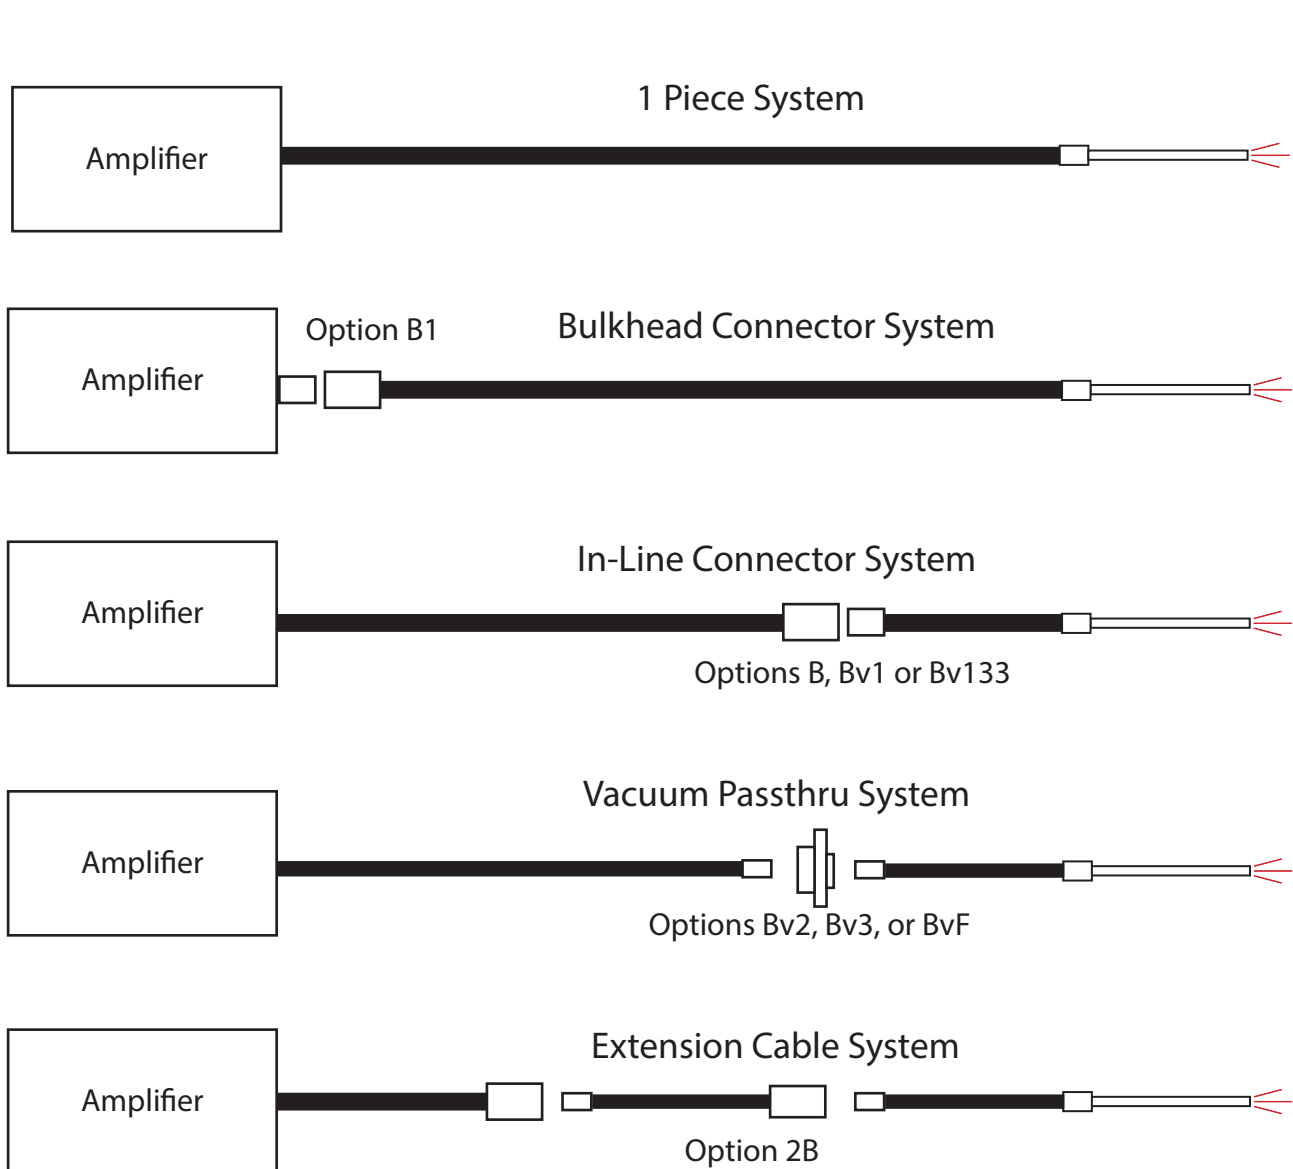 1 Piece System
Amplifier
Option B1
Bulkhead Connector System
Amplifier
In-Line Connector System
Amplifier
Options B, Bv1 or Bv133
Vacuum Passthru System
Amplifier
Options Bv2, Bv3, or BvF
Extension Cable System
Amplifier
Option 2B